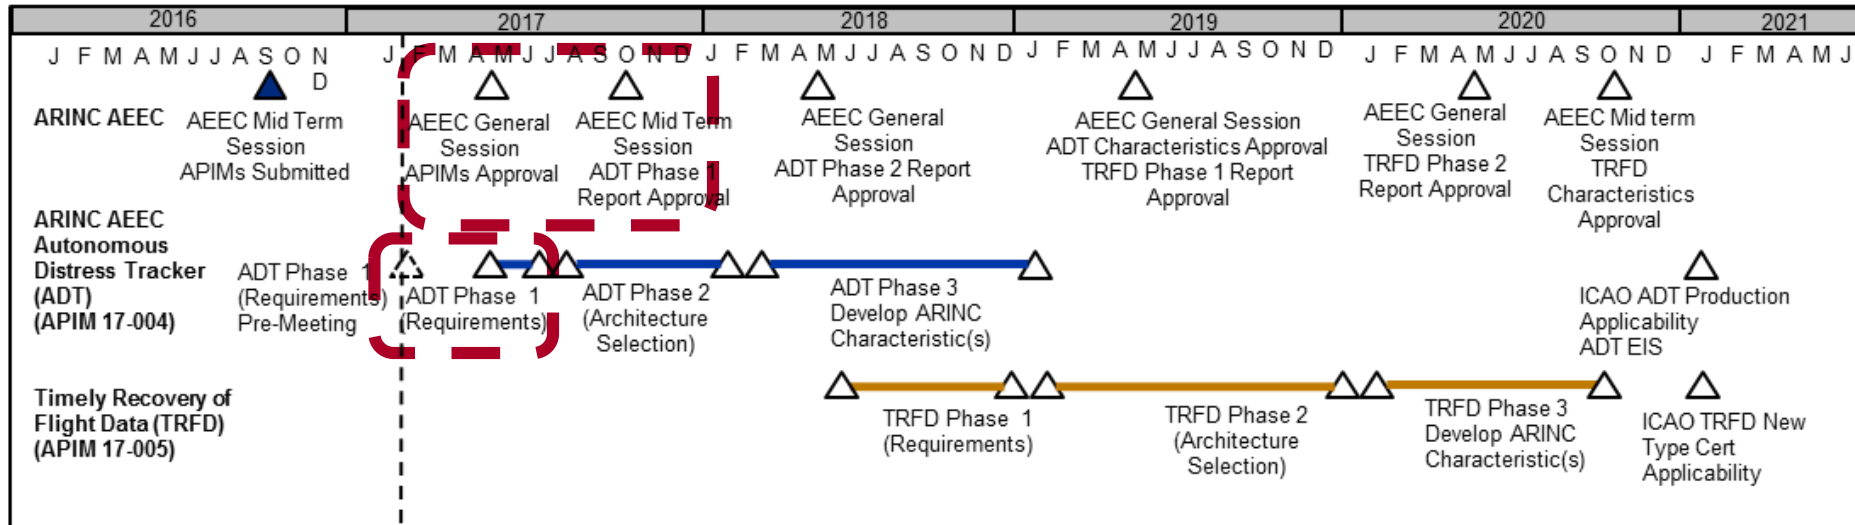 2016 2017 2018 2019 2020 2021
J F M A M J J A S O N D J F M A M J J A S O N D J F M A M J J A S O N D J F M A M J J A S O N D J F M A M J J A S O N D J F M A M J
ARINC AEEC
AEEC Mid Term
Session
APIMs Submitted
AEEC General
Session
APIMs Approval
AEEC Mid Term
Session
ADT Phase 1
Report Approval
AEEC General
Session
ADT Phase 2 Report
Approval
AEEC General Session
ADT Characteristics Approval
TRFD Phase 1 Report
Approval
AEEC General
Session
TRFD Phase 2
Report Approval
AEEC Mid term
Session
TRFD
Characteristics
Approval
ARINC AEEC
Autonomous
Distress Tracker
(ADT)
(APIM 17-004)
ADT Phase 1
(Requirements)
Pre-Meeting
ADT Phase 1
(Requirements)
ADT Phase 2
(Architecture
Selection)
ADT Phase 3
Develop ARINC
Characteristic(s)
ICAO ADT Production
Applicability
ADT EIS
Timely Recovery of
Flight Data (TRFD)
(APIM 17-005)
TRFD Phase 1
(Requirements)
TRFD Phase 2
(Architecture
Selection)
TRFD Phase 3
Develop ARINC
Characteristic(s)
ICAO TRFD New
Type Cert
Applicability